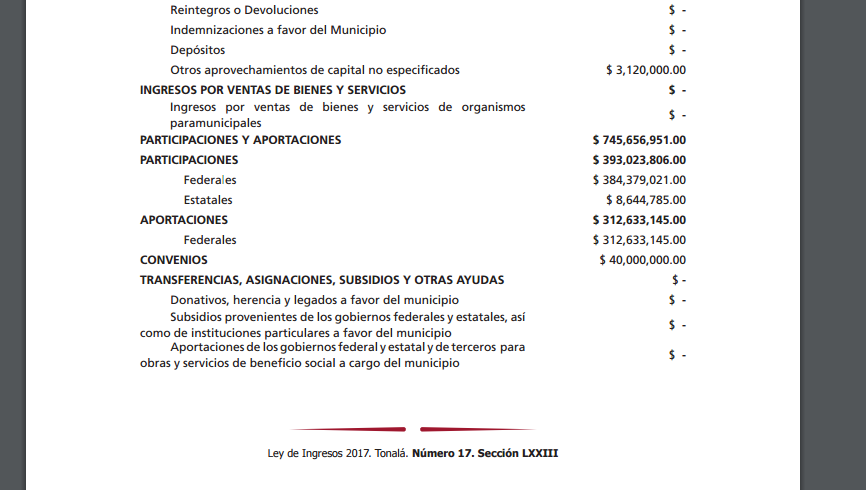 Reintegros o Devoluciones $ -
Indemnizaciones a favor del Municipio $ -
Depósitos $ -
Otros aprovechamientos de capital no especificados $ 3,120,000.00
INGRESOS POR VENTAS DE BIENES Y SERVICIOS $ -
Ingresos por ventas de bienes y servicios de organismos
paramunicipales $ -
PARTICIPACIONES Y APORTACIONES $ 745,656,951.00
PARTICIPACIONES $ 393,023,806.00
Federales $ 384,379,021.00
Estatales $ 8,644,785.00
APORTACIONES $ 312,633,145.00
Federales $ 312,633,145.00
CONVENIOS $ 40,000,000.00
TRANSFERENCIAS, ASIGNACIONES, SUBSIDIOS Y OTRAS AYUDAS $ -
Donativos, herencia y legados a favor del municipio $ -
Subsidios provenientes de los gobiernos federales y estatales, así
como de instituciones particulares a favor del municipio $ -
Aportaciones de los gobiernos federal y estatal y de terceros para
obras y servicios de beneficio social a cargo del municipio $ -
Ley de Ingresos 2017. Tonalá. Número 17. Sección LXXIII